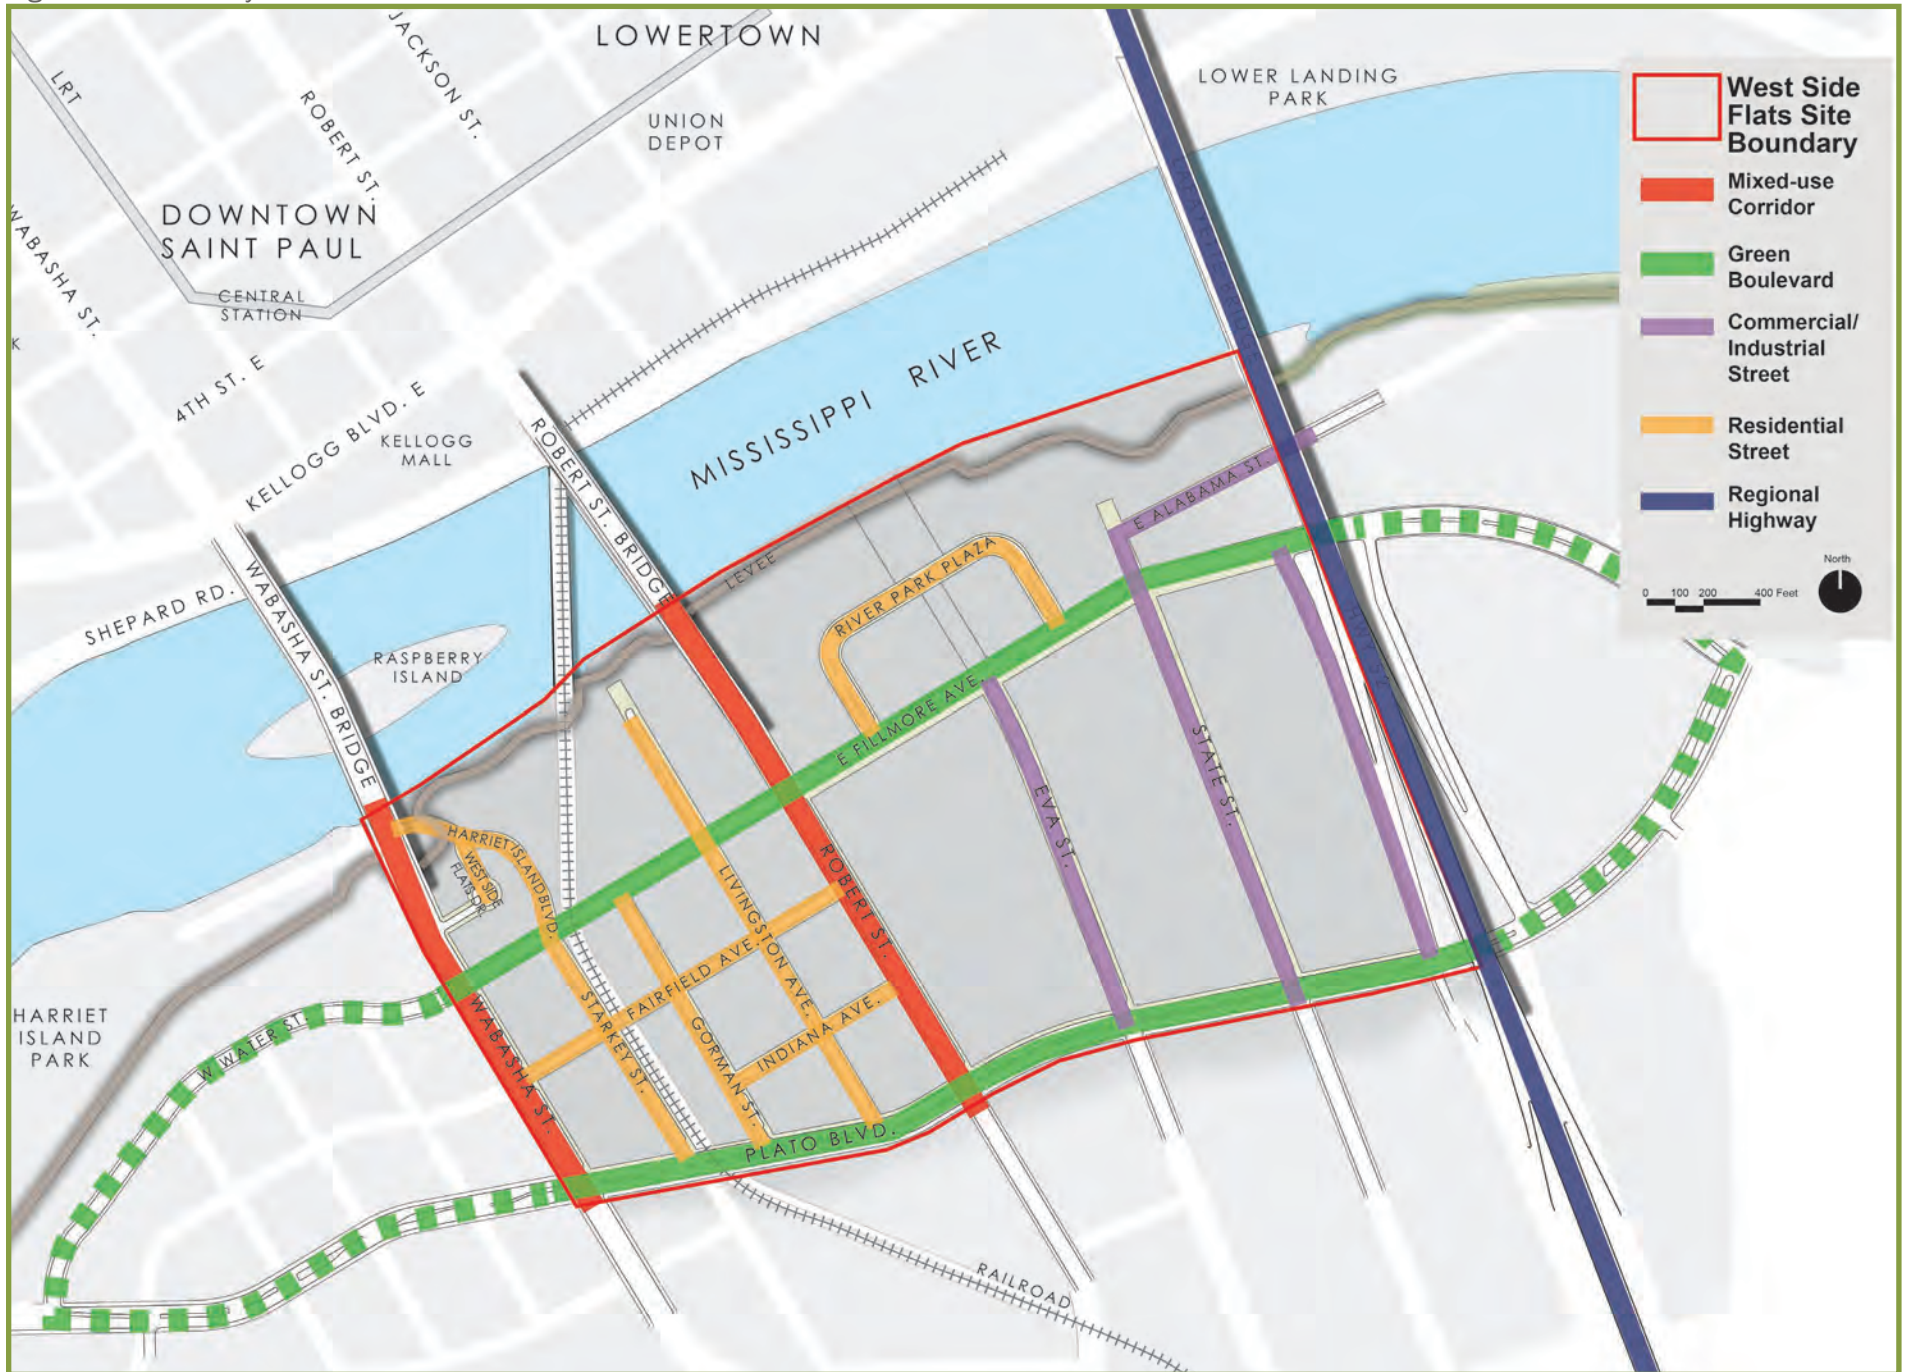 LOWERTOWN
JACKSON ST.
LRT
ROBERT ST.
UNION
DEPOT
LOWER LANDING
PARK
DOWNTOWN
SAINT PAUL
WABASHA ST.
CENTRAL
STATION
K
4TH ST. E
KELLOGG BLVD. E
KELLOGG
MALL
MISSISSIPPI RIVER
LAFAYETTE BRIDGE
ROBERT ST. BRIDGE
WABASHA ST. BRIDGE
SHEPARD RD.
RASPBERRY
ISLAND
LEVEE
RIVER PARK PLAZA
E ALABAMA ST.
HWY 52
E FILLMORE AVE.
STATE ST.
EVA ST.
HARRIET ISLAND BLVD.
WEST SIDE
FLATS DR.
LIVINGSTON AVE.
ROBERT ST.
FAIRFIELD AVE.
STARKEY ST.
GORMAN ST.
INDIANA AVE.
WABASHA ST.
PLATO BLVD.
W WATER ST.
HARRIET
ISLAND
PARK
RAILROAD
West Side
Flats Site
Boundary
Mixed-use
Corridor
Green
Boulevard
Commercial/
Industrial
Street
Residential
Street
Regional
Highway
North
0 100 200 400 Feet